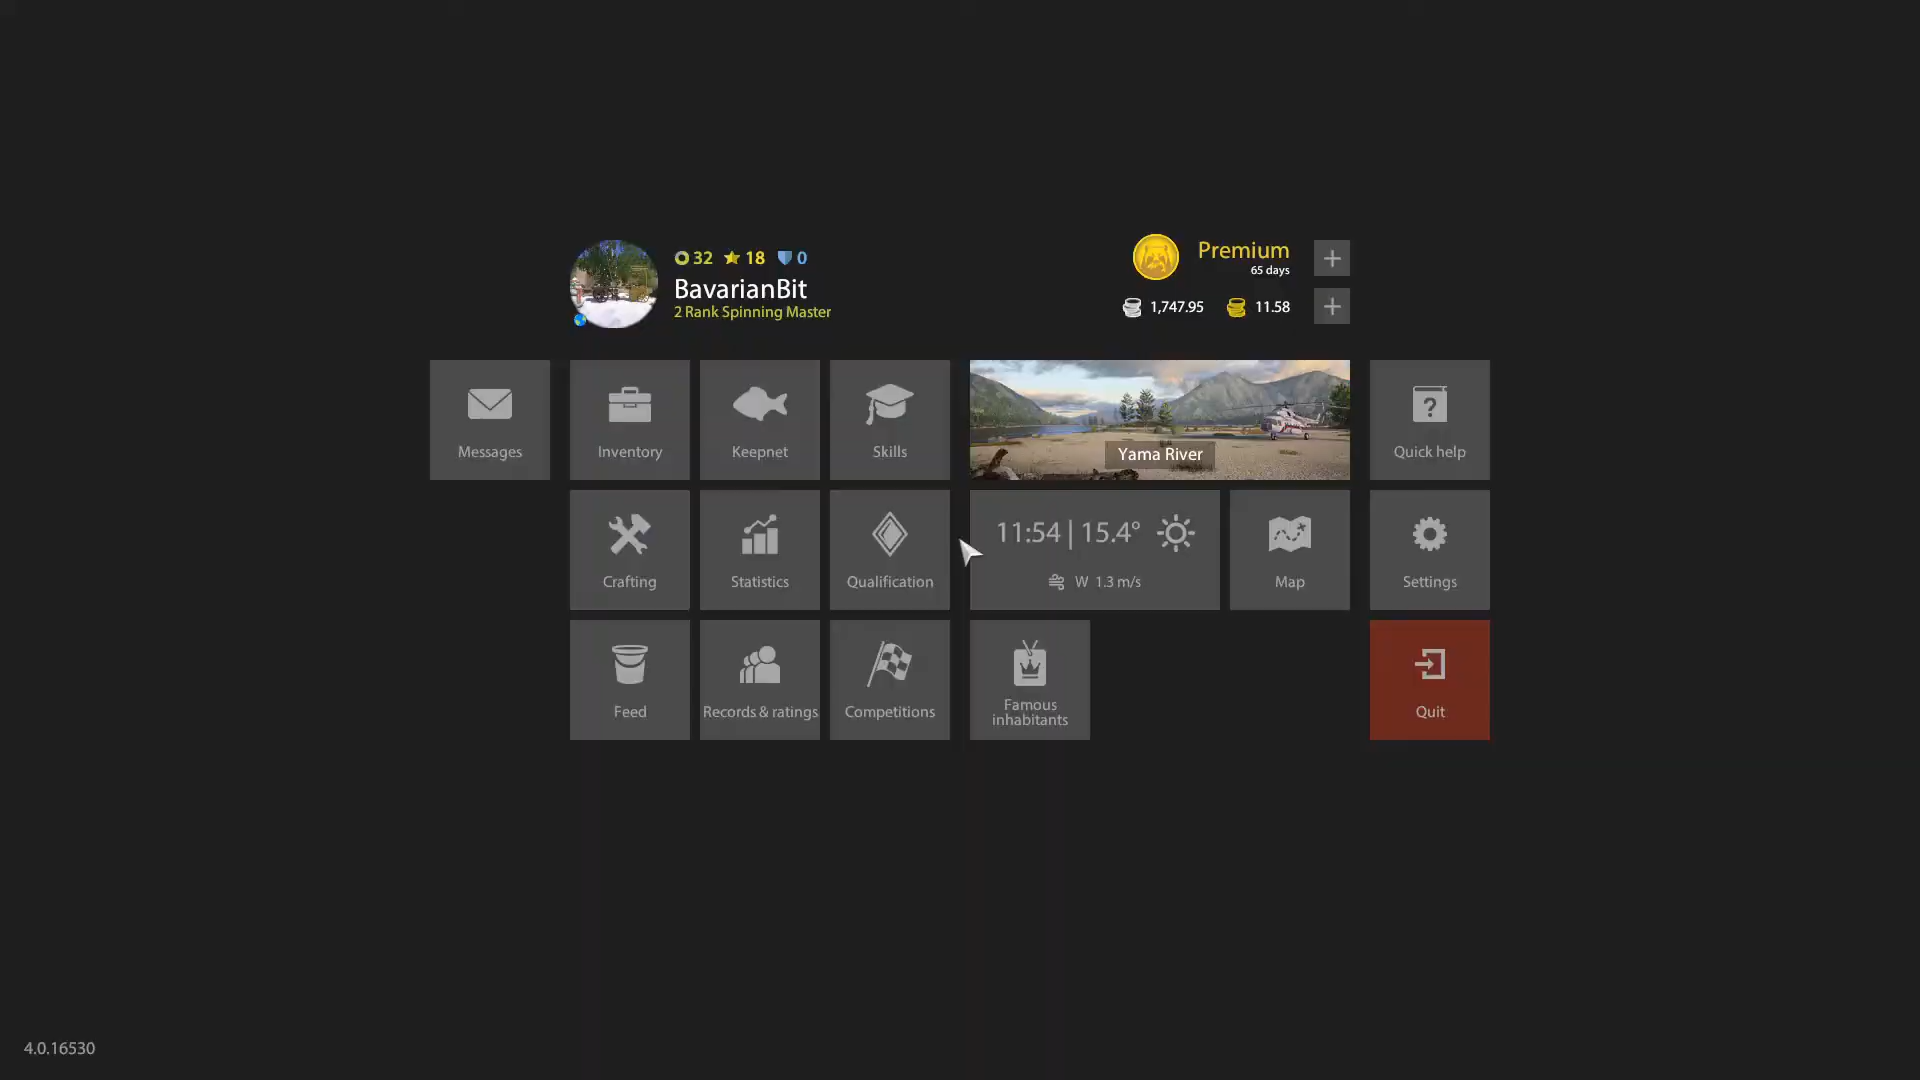 32 18 0
BavarianBit
2 Rank Spinning Master
Premium
65 days
1,747.95 11.58
Messages
Inventory
Keepnet
Skills
Yama River
Quick help
Crafting
Statistics
Qualification
11:54 | 15.4°
W 1.3 m/s
Map
Settings
Feed
Records & ratings
Competitions
Famous
inhabitants
Quit
4.0.16530